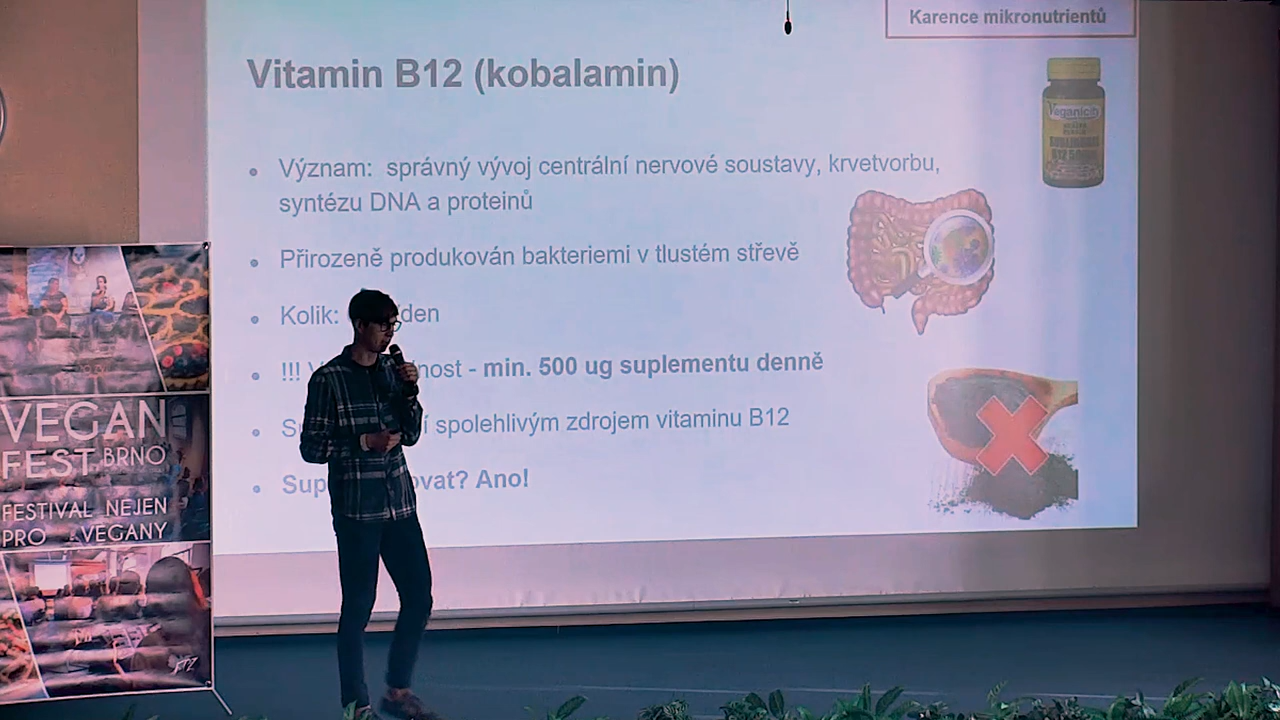 Karence mikronutrientů
Vitamin B12 (kobalamin)
Veganicity
• Význam: správný vývoj centrální nervové soustavy, krvetvorbu,
syntézu DNA a proteinů
• Přirozeně produkován bakteriemi v tlustém střevě
• Kolik: den
• !!! nost - min. 500 ug suplementu denně
• spolehlivým zdrojem vitaminu B12
• Sup ovat? Ano!
VEGAN
FEST BRNO
FESTIVAL NEJEN
PRO VEGANY